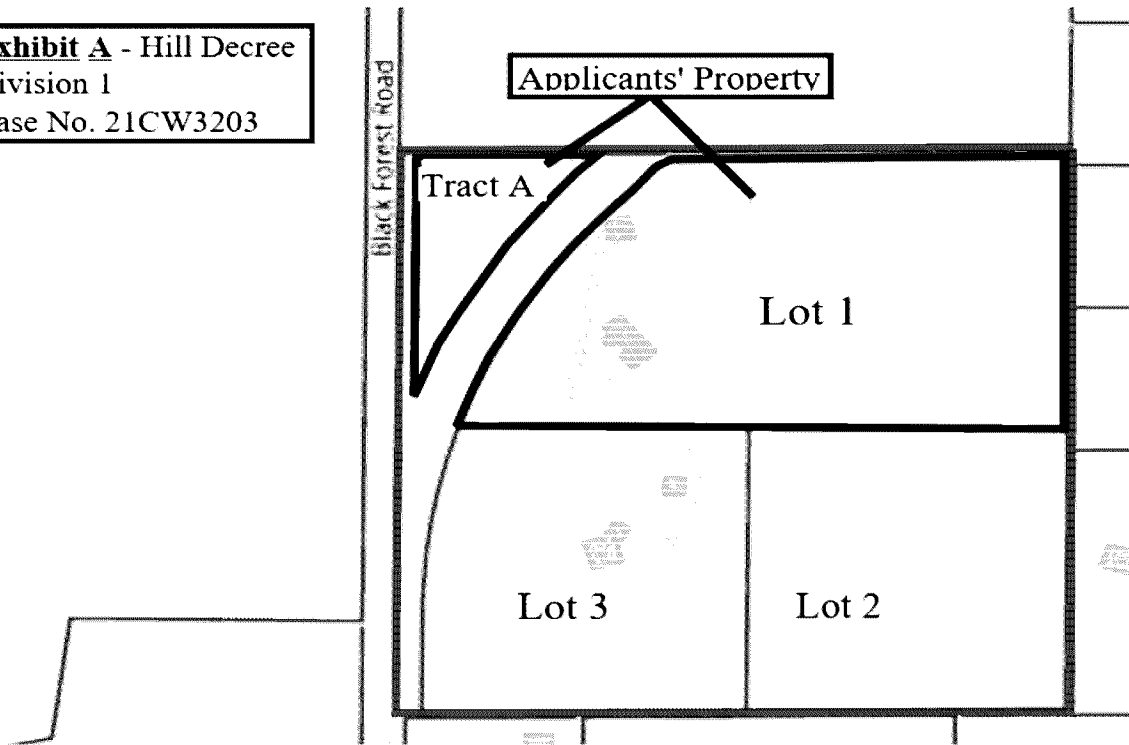 xhibit A - Hill Decree
ivision 1
ase No. 21CW3203
Applicants' Property
Black Forest Road
Tract A
Lot 1
Lot 3
Lot 2